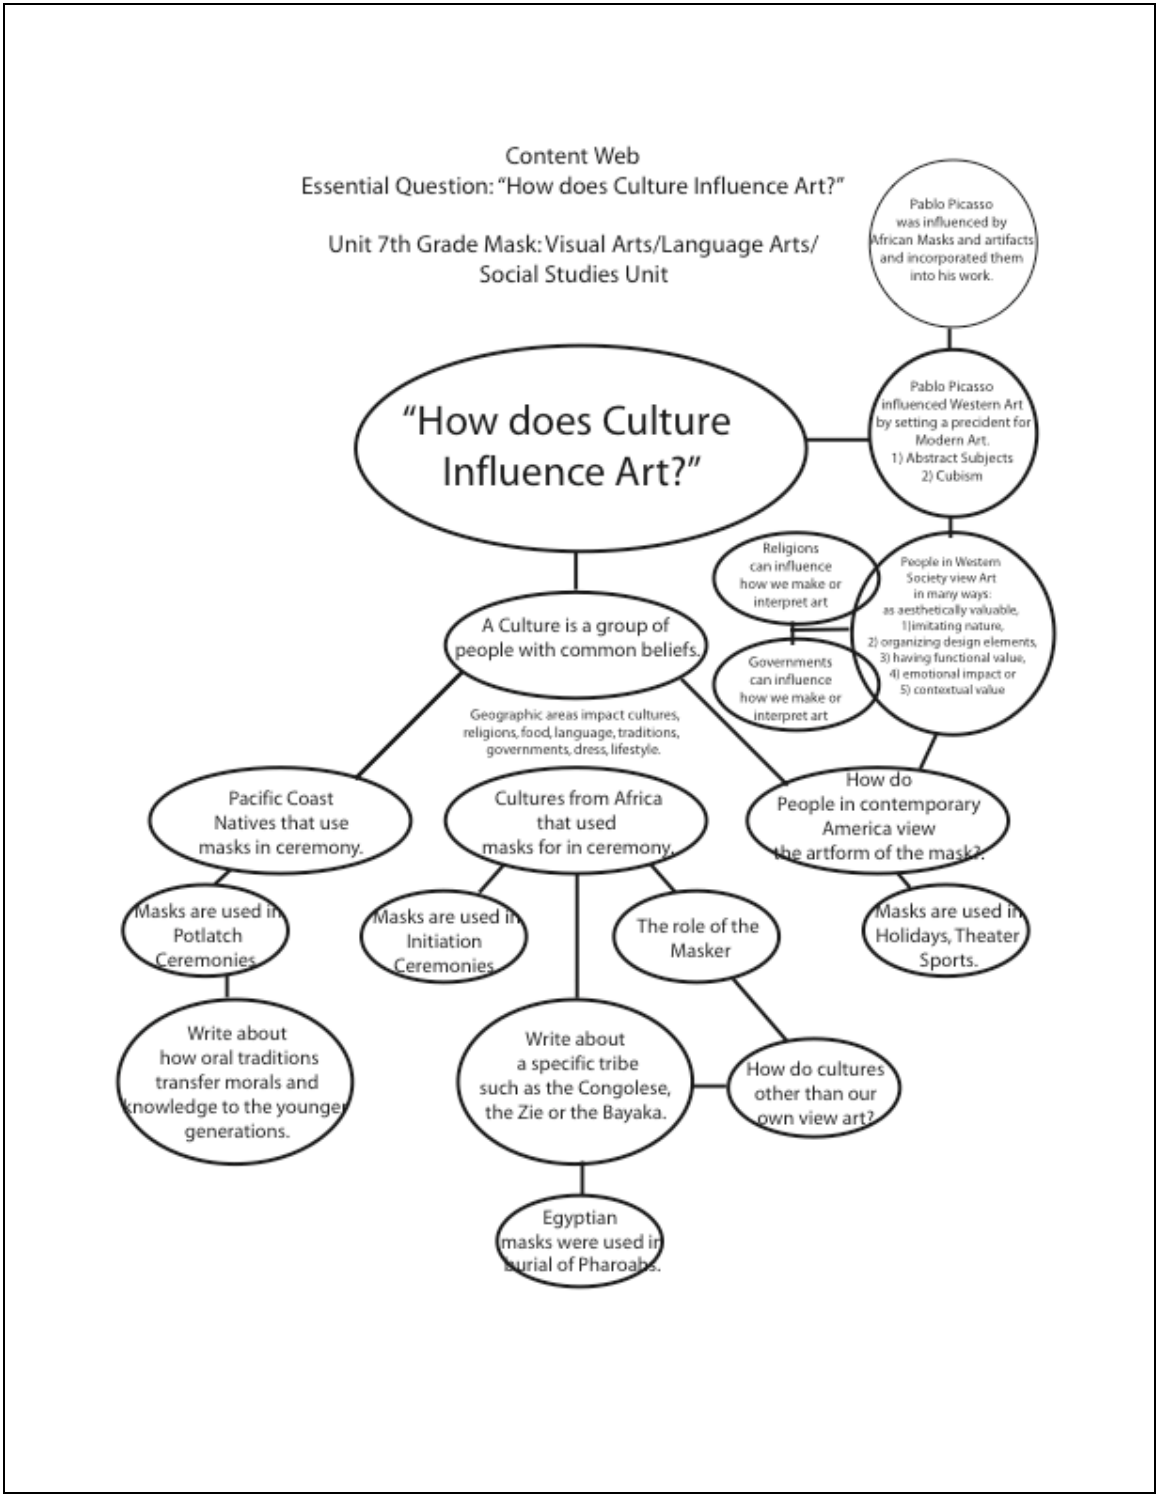 Content Web
Essential Question: “How does Culture Influence Art?”
Unit 7th Grade Mask: Visual Arts/Language Arts/
Social Studies Unit
Pablo Picasso
was influenced by
African Masks and artifacts
and incorporated them
into his work.
“How does Culture
Influence Art?”
Pablo Picasso
influenced Western Art
by setting a precident for
Modern Art.
1) Abstract Subjects
2) Cubism
Religions
can influence
how we make or
interpret art
People in Western
Society view Art
in many ways:
as aesthetically valuable,
1)imitating nature,
2) organizing design elements,
3) having functional value,
4) emotional impact or
5) contextual value
Governments
can influence
how we make or
interpret art
A Culture is a group of
people with common beliefs.
Geographic areas impact cultures,
religions, food, language, traditions,
governments, dress, lifestyle.
Pacific Coast
Natives that use
masks in ceremony.
Cultures from Africa
that used
masks for in ceremony.
How do
People in contemporary
America view
the artform of the mask?.
Masks are used in
Potlatch
Ceremonies
Masks are used in
Initiation
Ceremonies
The role of the
Masker
Masks are used in
Holidays, Theater
Sports.
Write about
how oral traditions
transfer morals and
knowledge to the younger
generations.
Write about
a specific tribe
such as the Congolese,
the Zie or the Bayaka.
How do cultures
other than our
own view art?
Egyptian
masks were used in
burial of Pharoahs.